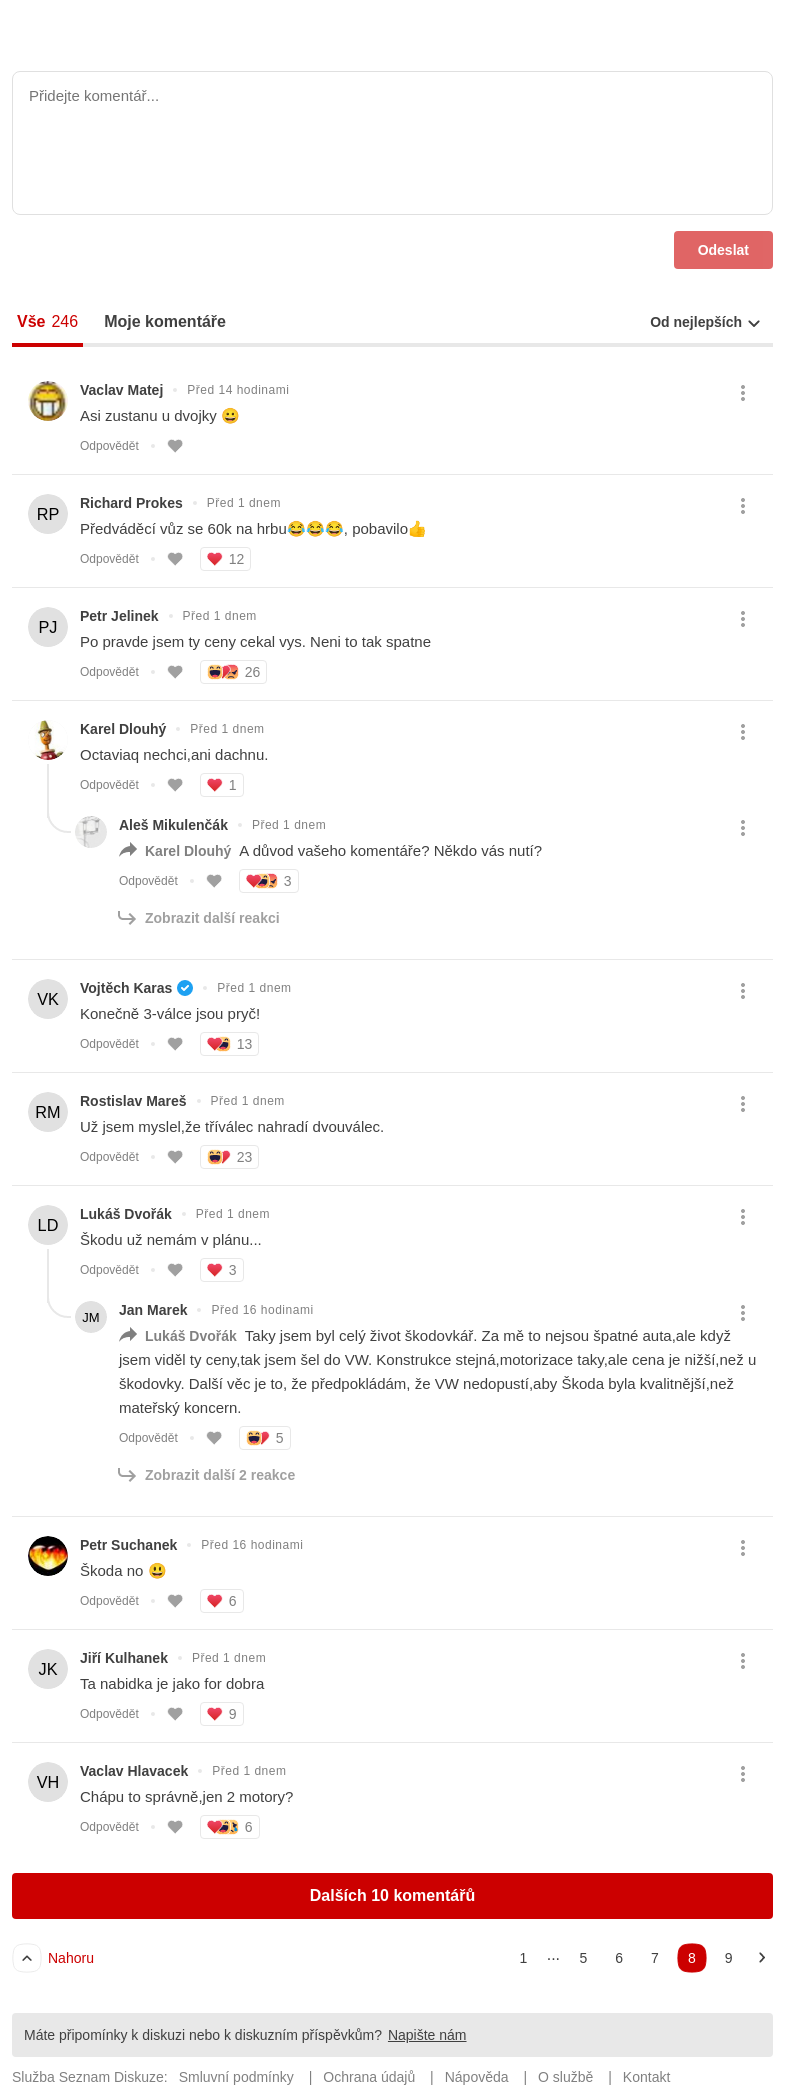 Přidejte komentář...
Odeslat
Vše 246 Moje komentáře Od nejlepších
Vaclav Matej • Před 14 hodinami
Asi zustanu u dvojky 😀
Odpovědět
RP Richard Prokes • Před 1 dnem
Předváděcí vůz se 60k na hrbu😂😂😂, pobavilo👍
Odpovědět 12
PJ Petr Jelinek • Před 1 dnem
Po pravde jsem ty ceny cekal vys. Neni to tak spatne
Odpovědět 26
Karel Dlouhý • Před 1 dnem
Octaviaq nechci,ani dachnu.
Odpovědět 1
Aleš Mikulenčák • Před 1 dnem
Karel Dlouhý A důvod vašeho komentáře? Někdo vás nutí?
Odpovědět 3
Zobrazit další reakci
VK Vojtěch Karas • Před 1 dnem
Konečně 3-válce jsou pryč!
Odpovědět 13
RM Rostislav Mareš • Před 1 dnem
Už jsem myslel,že tříválec nahradí dvouválec.
Odpovědět 23
LD Lukáš Dvořák • Před 1 dnem
Škodu už nemám v plánu...
Odpovědět 3
JM Jan Marek • Před 16 hodinami
Lukáš Dvořák Taky jsem byl celý život škodovkář. Za mě to nejsou špatné auta,ale když
jsem viděl ty ceny,tak jsem šel do VW. Konstrukce stejná,motorizace taky,ale cena je nižší,než u
škodovky. Další věc je to, že předpokládám, že VW nedopustí,aby Škoda byla kvalitnější,než
mateřský koncern.
Odpovědět 5
Zobrazit další 2 reakce
Petr Suchanek • Před 16 hodinami
Škoda no 😃
Odpovědět 6
JK Jiří Kulhanek • Před 1 dnem
Ta nabidka je jako for dobra
Odpovědět 9
VH Vaclav Hlavacek • Před 1 dnem
Chápu to správně,jen 2 motory?
Odpovědět 6
Dalších 10 komentářů
Nahoru 1 ··· 5 6 7 8 9
Máte připomínky k diskuzi nebo k diskuzním příspěvkům? Napište nám
Služba Seznam Diskuze: Smluvní podmínky | Ochrana údajů | Nápověda | O službě | Kontakt